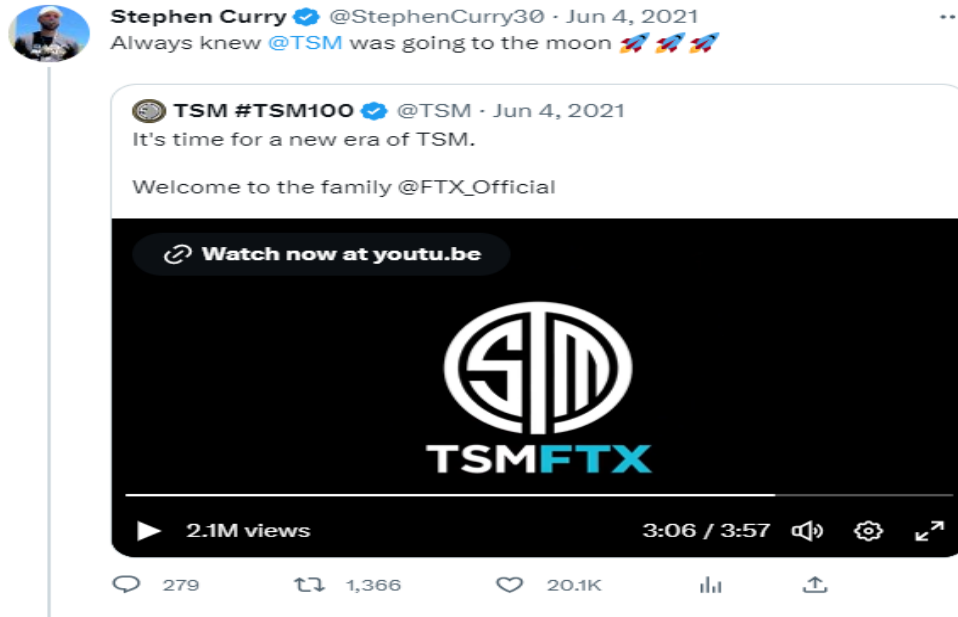 Stephen Curry @StephenCurry30 · Jun 4, 2021
Always knew @TSM was going to the moon 🚀🚀🚀
TSM #TSM100 @TSM · Jun 4, 2021
It's time for a new era of TSM.
Welcome to the family @FTX_Official
Watch now at youtu.be
STM
TSMFTX
2.1M views 3:06 / 3:57
279 1,366 20.1K